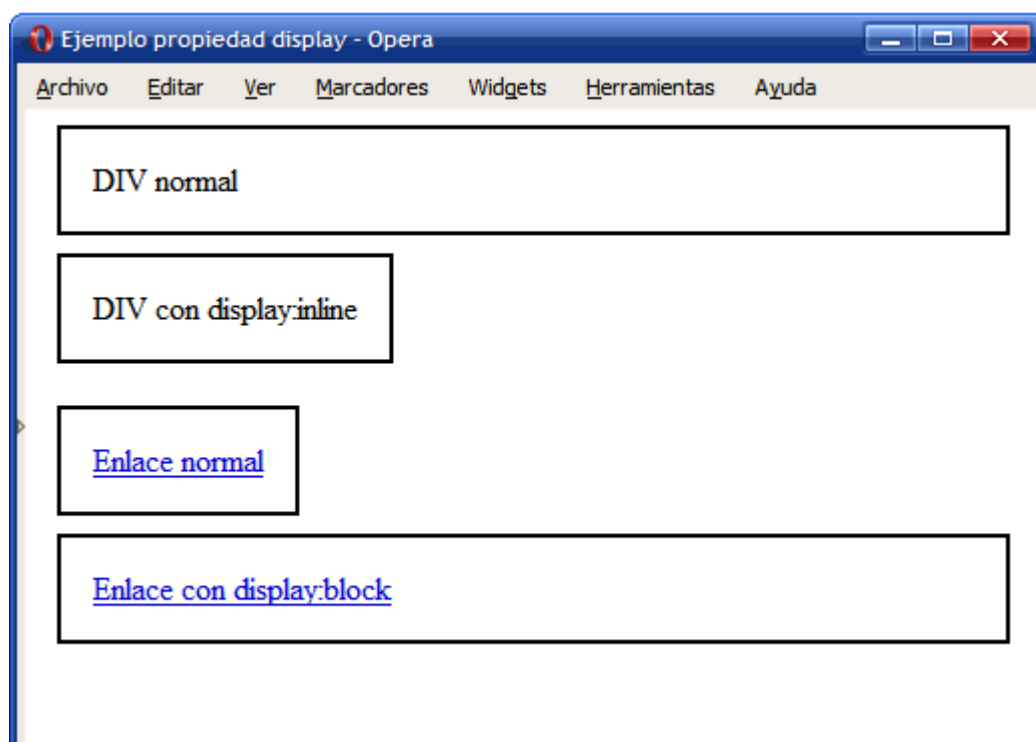 Ejemplo propiedad display - Opera
Archivo Editar Ver Marcadores Widgets Herramientas Ayuda
DIV normal
DIV con display:inline
Enlace normal
Enlace con display:block